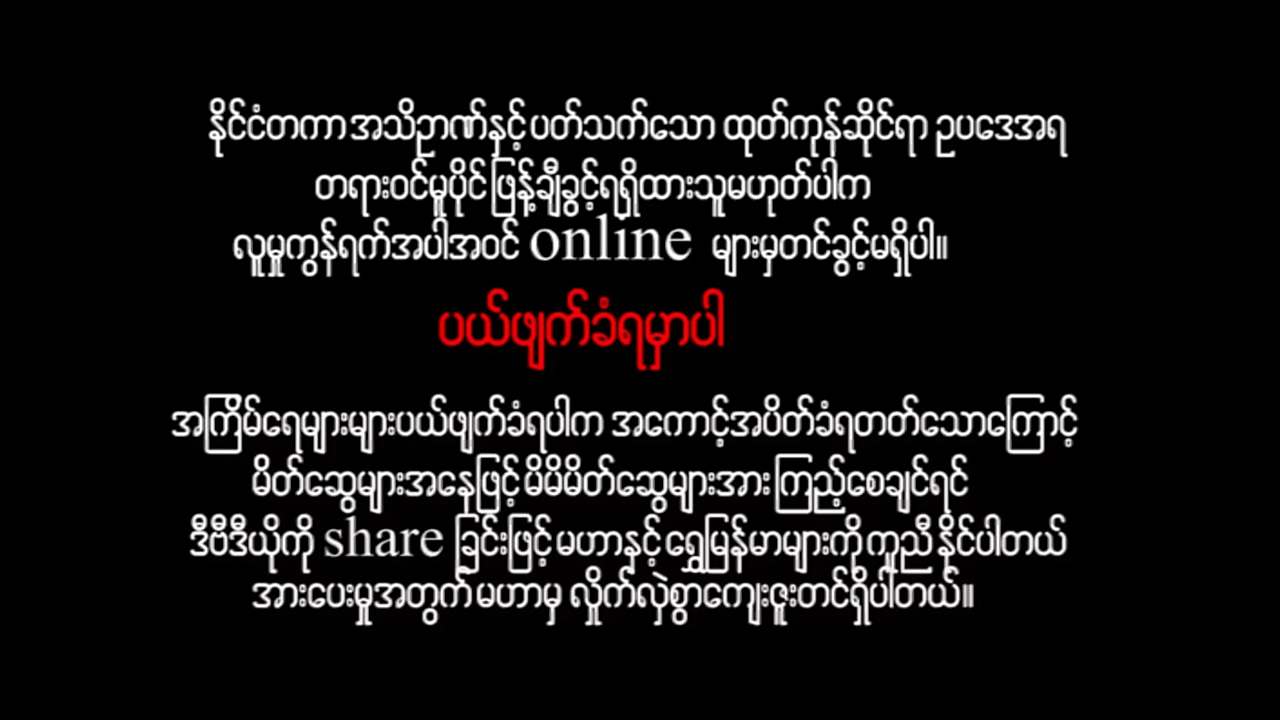 နိုင်ငံတကာ အသိဉာဏ်နှင့် ပတ်သက်သော ထုတ်ကုန်ဆိုင်ရာ ဥပဒေအရ
တရားဝင်မူပိုင် ဖြန့်ချီခွင့်ရရှိထားသူမဟုတ်ပါက
လူမှုကွန်ရက်အပါအဝင် online များမှတင်ခွင့်မရှိပါ။
ပယ်ဖျက်ခံရမှာပါ
အကြိမ်ရေများများပယ်ဖျက်ခံရပါက အကောင့်အပိတ်ခံရတတ်သောကြောင့်
မိတ်ဆွေများအနေဖြင့် မိမိမိတ်ဆွေများအား ကြည့်စေချင်ရင်
ဒီဗီဒီယိုကို share ခြင်းဖြင့် မဟာနှင့် ရွှေမြန်မာများကို ကူညီ နိုင်ပါတယ်
အားပေးမှုအတွက် မဟာမှ လှိုက်လှဲစွာကျေးဇူးတင်ရှိပါတယ်။